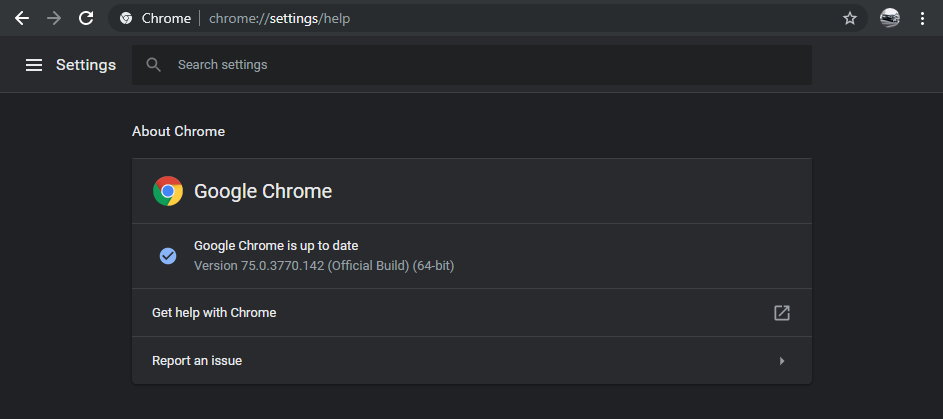 Chrome | chrome://settings/help
Settings
Search settings
About Chrome
Google Chrome
Google Chrome is up to date
Version 75.0.3770.142 (Official Build) (64-bit)
Get help with Chrome
Report an issue